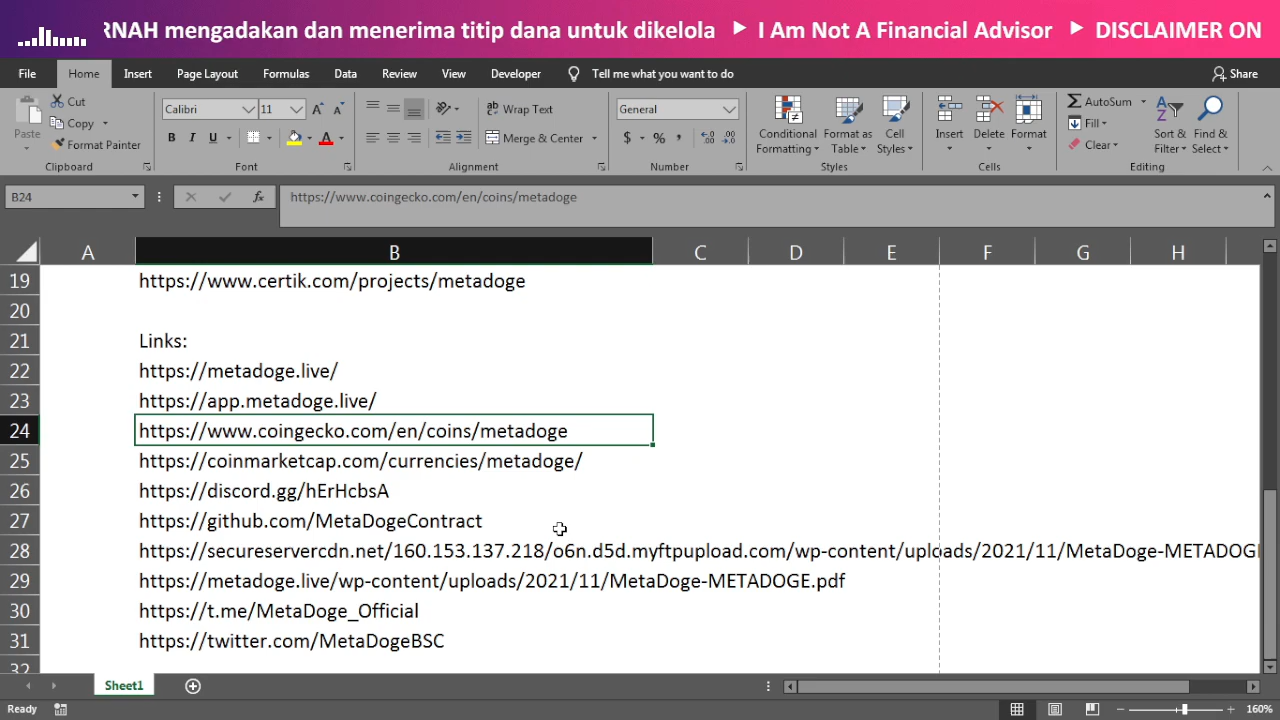 RNAH mengadakan dan menerima titip dana untuk dikelola ▶ I Am Not A Financial Advisor ▶ DISCLAIMER ON
File Home Insert Page Layout Formulas Data Review View Developer Tell me what you want to do Share
Paste
Cut
Copy
Format Painter
Clipboard
Calibri 11
B I U
Font
Wrap Text
Merge & Center
Alignment
General
$ % ,
Number
Conditional Formatting
Format as Table
Cell Styles
Styles
Insert Delete Format
Cells
AutoSum
Fill
Clear
Sort & Filter
Find & Select
Editing
B24 fx https://www.coingecko.com/en/coins/metadoge
A B C D E F G H
19 https://www.certik.com/projects/metadoge
20
21 Links:
22 https://metadoge.live/
23 https://app.metadoge.live/
24 https://www.coingecko.com/en/coins/metadoge
25 https://coinmarketcap.com/currencies/metadoge/
26 https://discord.gg/hErHcbsA
27 https://github.com/MetaDogeContract
28 https://secureservercdn.net/160.153.137.218/o6n.d5d.myftpupload.com/wp-content/uploads/2021/11/MetaDoge-METADOGE
29 https://metadoge.live/wp-content/uploads/2021/11/MetaDoge-METADOGE.pdf
30 https://t.me/MetaDoge_Official
31 https://twitter.com/MetaDogeBSC
32
Sheet1
Ready 160%